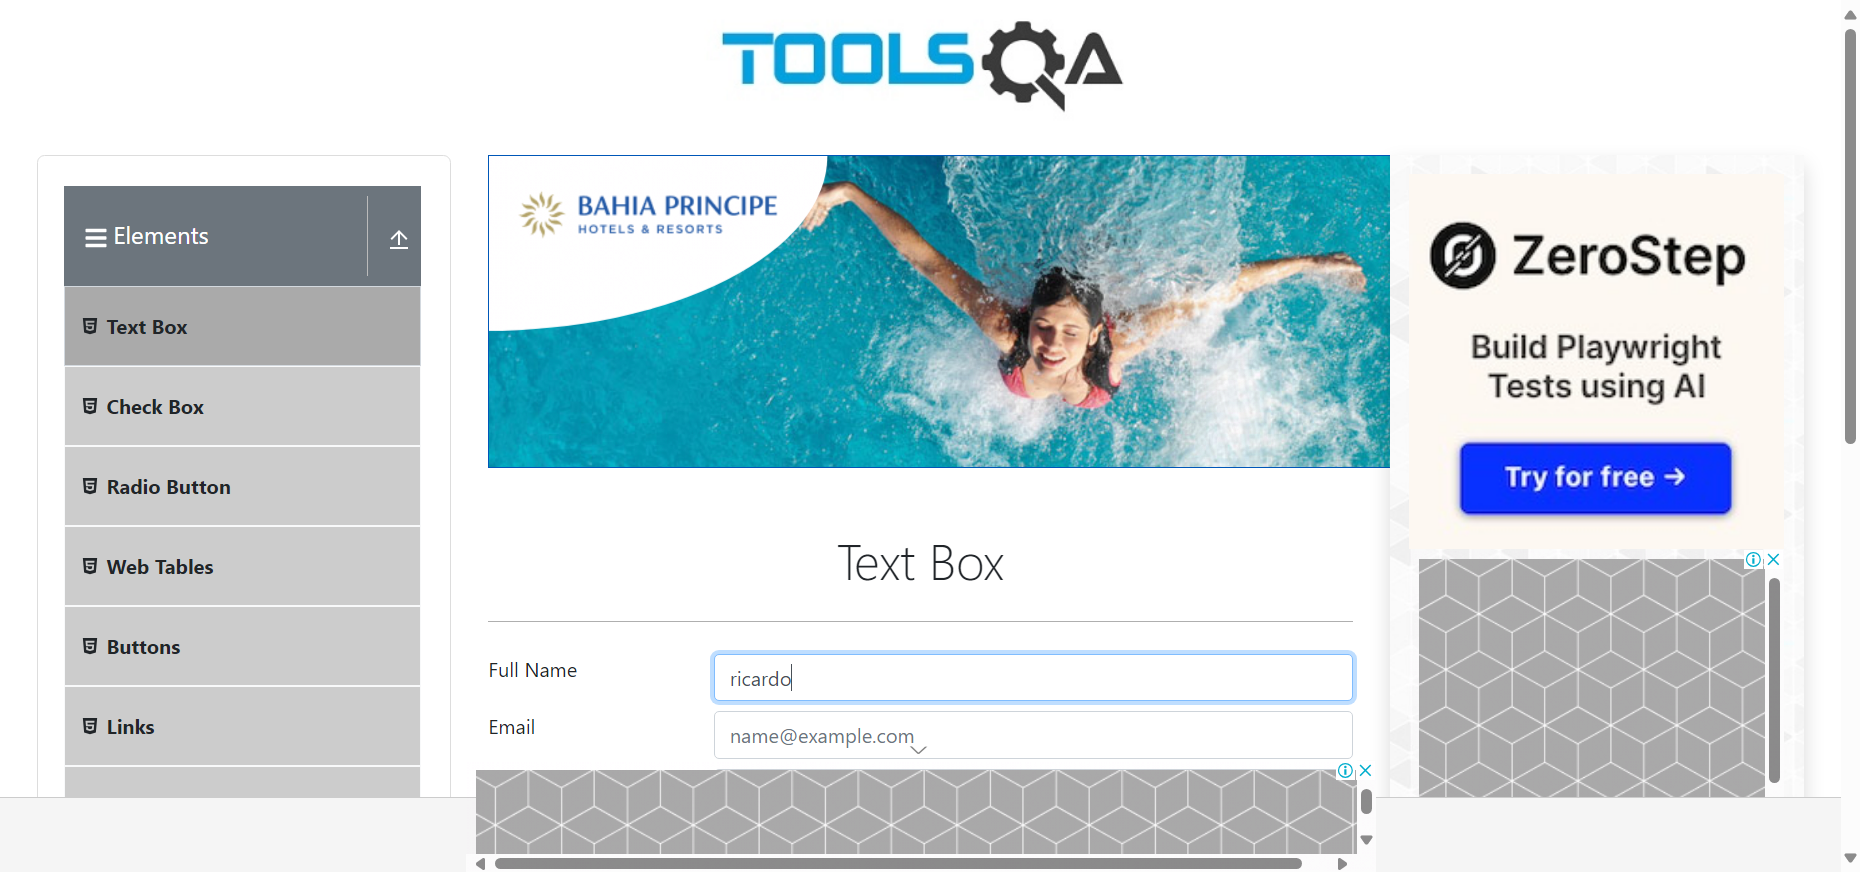 TOOLSQA
Elements
Text Box
Check Box
Radio Button
Web Tables
Buttons
Links
BAHIA PRINCIPE
HOTELS & RESORTS
Text Box
Full Name
ricardo
Email
name@example.com
ZeroStep
Build Playwright
Tests using AI
Try for free →